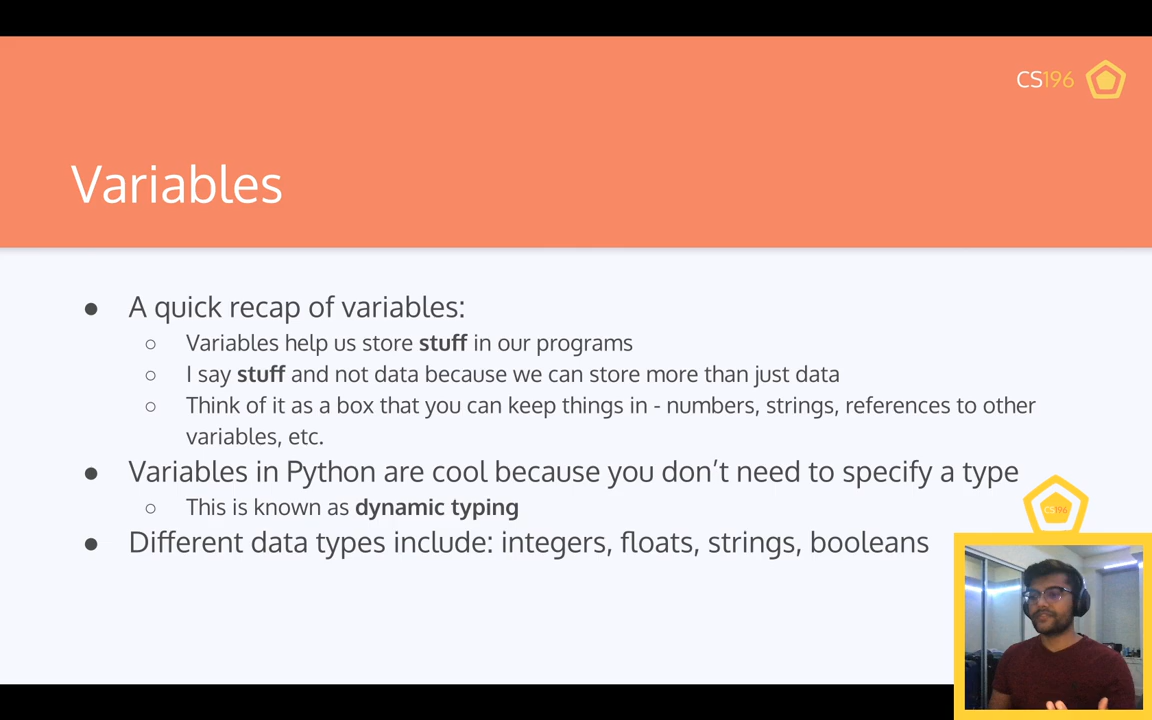 CS196
Variables
● A quick recap of variables:
○ Variables help us store stuff in our programs
○ I say stuff and not data because we can store more than just data
○ Think of it as a box that you can keep things in - numbers, strings, references to other
variables, etc.
● Variables in Python are cool because you don’t need to specify a type
○ This is known as dynamic typing
● Different data types include: integers, floats, strings, booleans
CS196